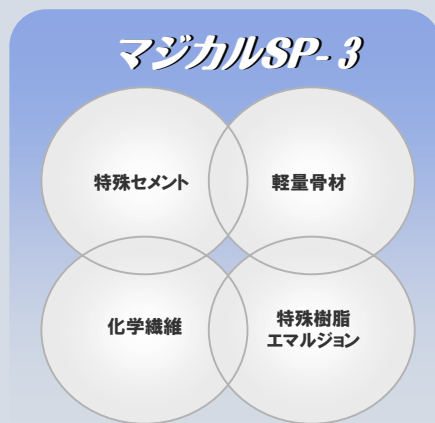 マジカルSP-3
特殊セメント
軽量骨材
化学繊維
特殊樹脂
エマルジョン